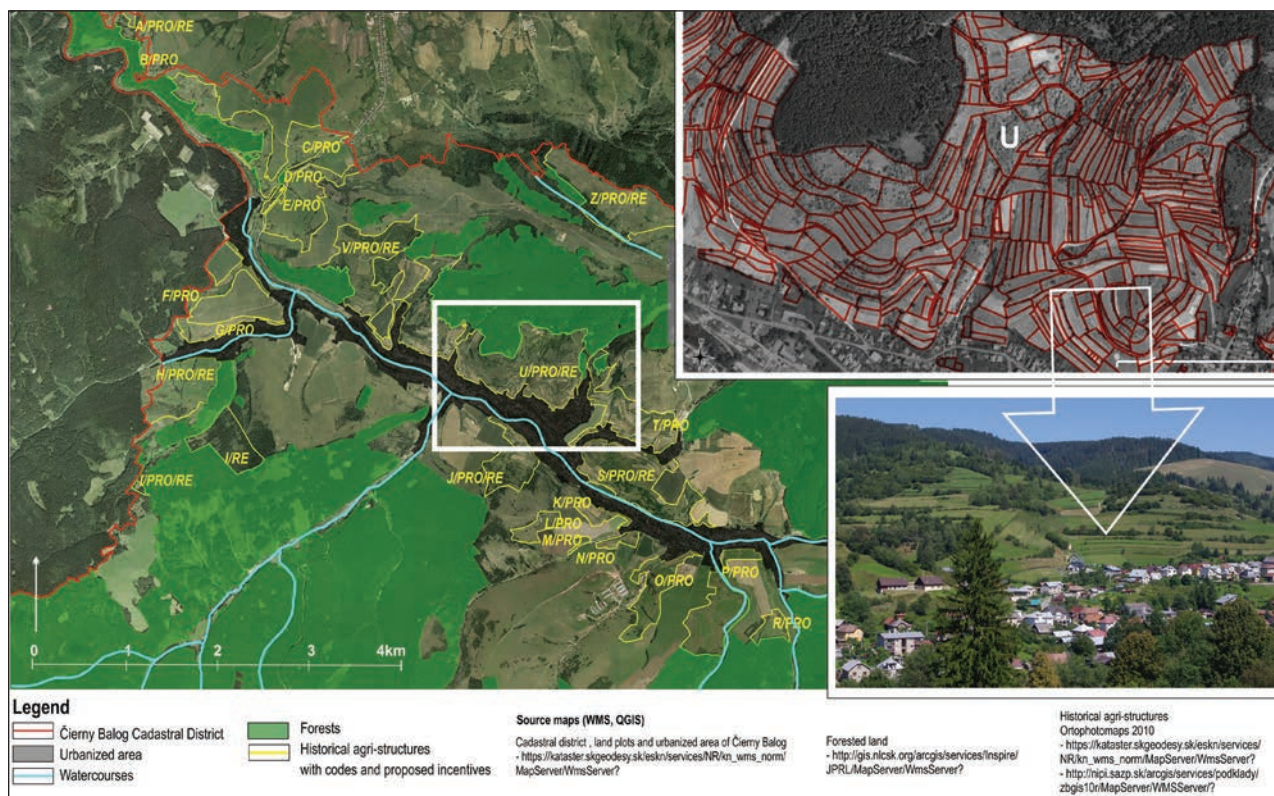 A/PRO/RE
B/PRO
C/PRO
D/PRO
E/PRO
Z/PRO/RE
V/PRO/RE
F/PRO
G/PRO
H/PRO/RE
U/PRO/RE
T/PRO
I/RE
J/PRO/RE
S/PRO/RE
K/PRO
L/PRO
M/PRO
N/PRO
O/PRO
P/PRO
R/PRO
U
0 1 2 3 4km
Legend
Čierny Balog Cadastral District
Urbanized area
Watercourses
Forests
Historical agri-structures
with codes and proposed incentives
Source maps (WMS, QGIS)
Cadastral district , land plots and urbanized area of Čierny Balog
- https://kataster.skgeodesy.sk/eskn/services/NR/kn_wms_norm/
MapServer/WmsServer?
Forested land
- http://gis.nlcsk.org/arcgis/services/Inspire/
JPRL/MapServer/WmsServer?
Historical agri-structures
Ortophotomaps 2010
- https://kataster.skgeodesy.sk/eskn/services/
NR/kn_wms_norm/MapServer/WmsServer?
- http://nipi.sazp.sk/arcgis/services/podklady/
zbgis10r/MapServer/WMSServer/?